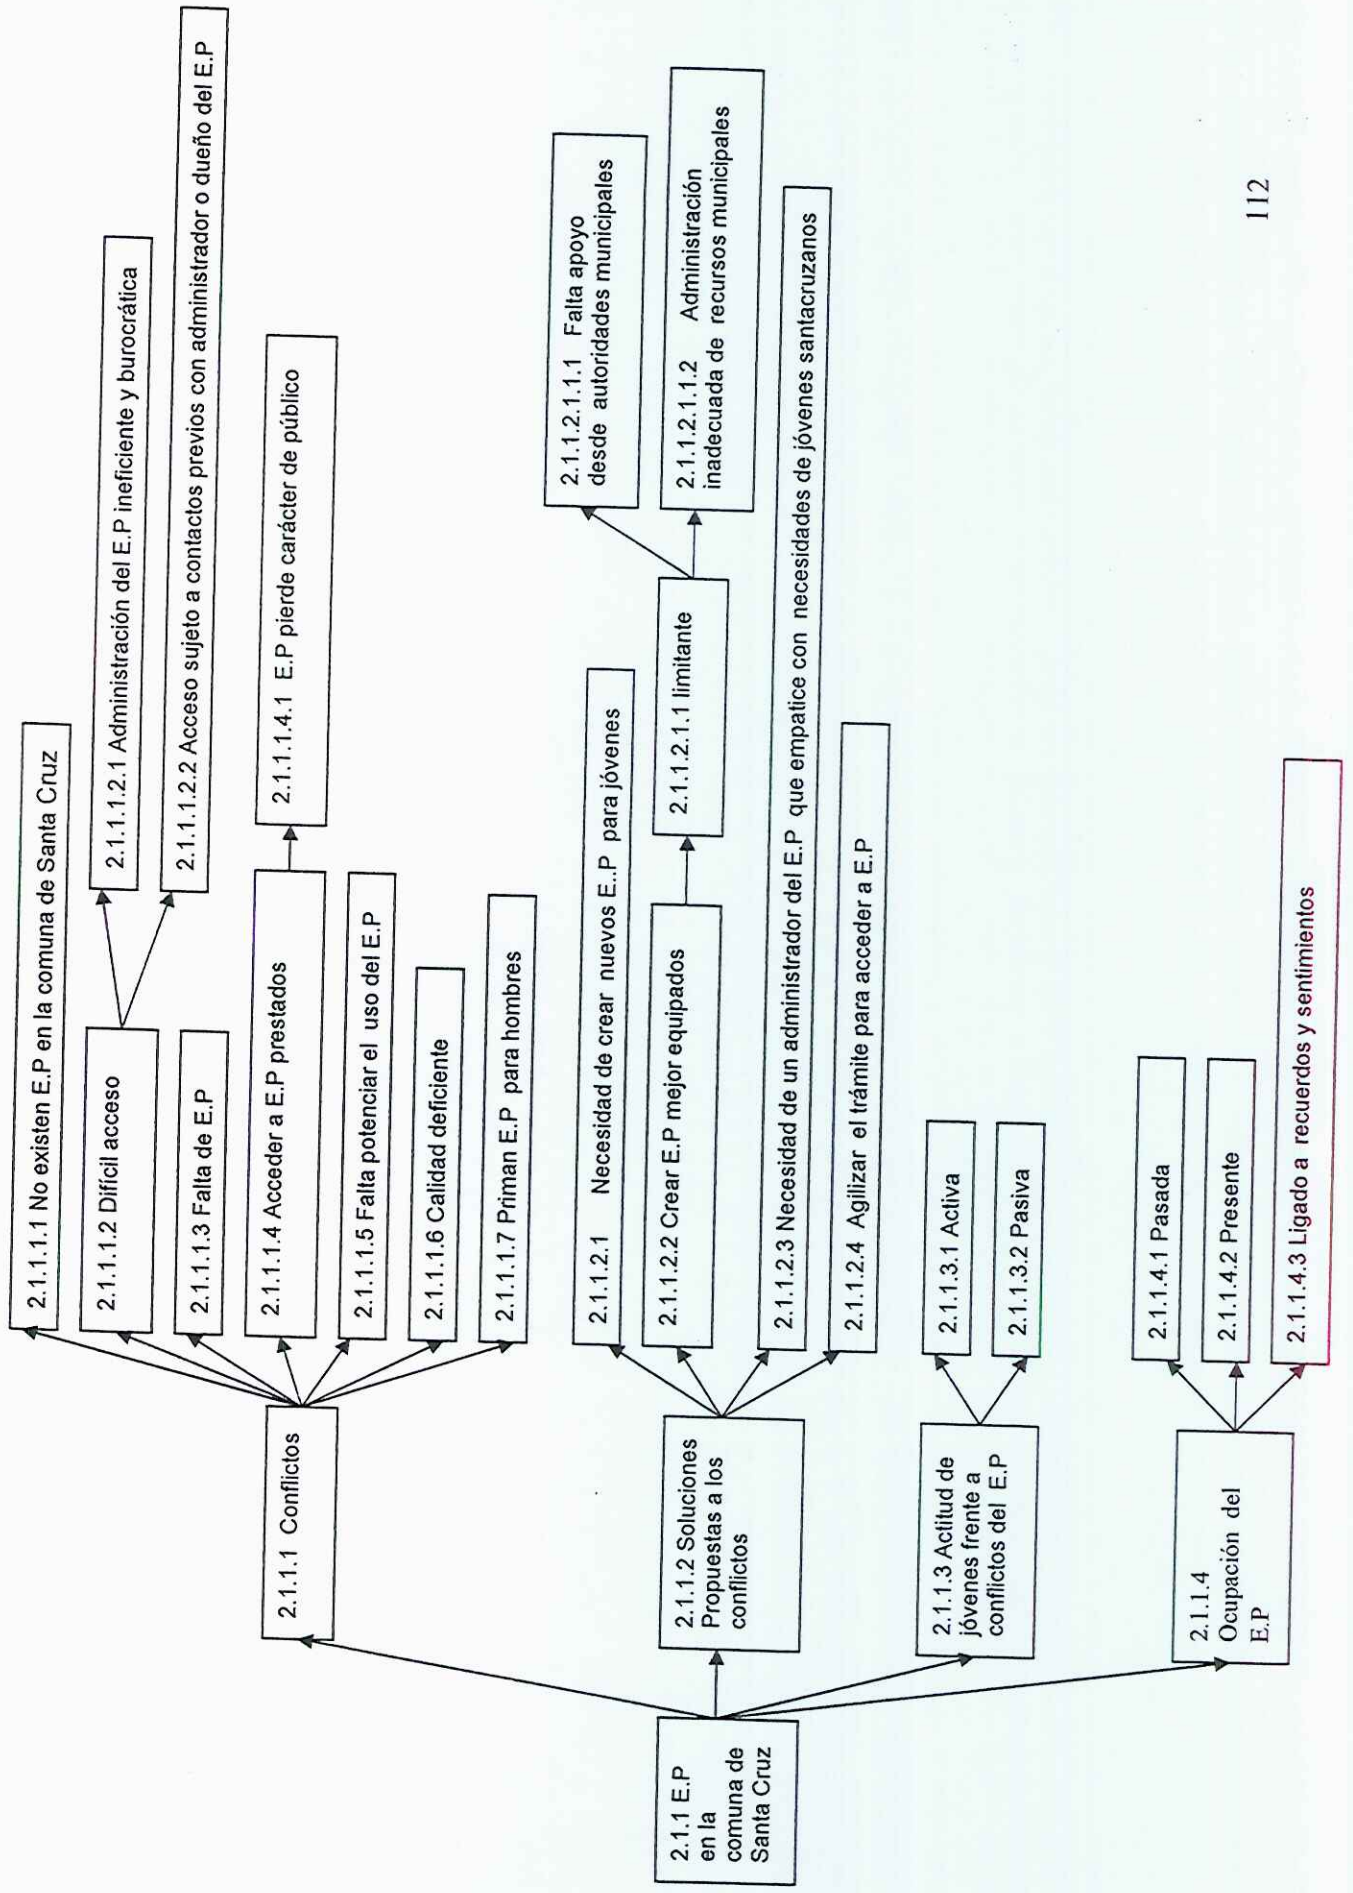 2.1.1 E.P
en la
comuna de
Santa Cruz
2.1.1.1 Conflictos
2.1.1.1.1 No existen E.P en la comuna de Santa Cruz
2.1.1.1.2 Difícil acceso
2.1.1.1.2.1 Administración del E.P ineficiente y burocrática
2.1.1.1.2.2 Acceso sujeto a contactos previos con administrador o dueño del E.P
2.1.1.1.3 Falta de E.P
2.1.1.1.4 Acceder a E.P prestados
2.1.1.1.4.1 E.P pierde carácter de público
2.1.1.1.5 Falta potenciar el uso del E.P
2.1.1.1.6 Calidad deficiente
2.1.1.1.7 Priman E.P para hombres
2.1.1.2 Soluciones
Propuestas a los
conflictos
2.1.1.2.1 Necesidad de crear nuevos E..P para jóvenes
2.1.1.2.2 Crear E.P mejor equipados
2.1.1.2.1.1 limitante
2.1.1.2.1.1.1 Falta apoyo
desde autoridades municipales
2.1.1.2.1.1.2 Administración
inadecuada de recursos municipales
2.1.1.2.3 Necesidad de un administrador del E.P que empatice con necesidades de jóvenes santacruzanos
2.1.1.2.4 Agilizar el trámite para acceder a E.P
2.1.1.3 Actitud de
jóvenes frente a
conflictos del E.P
2.1.1.3.1 Activa
2.1.1.3.2 Pasiva
2.1.1.4
Ocupación del
E.P
2.1.1.4.1 Pasada
2.1.1.4.2 Presente
2.1.1.4.3 Ligado a recuerdos y sentimientos
112